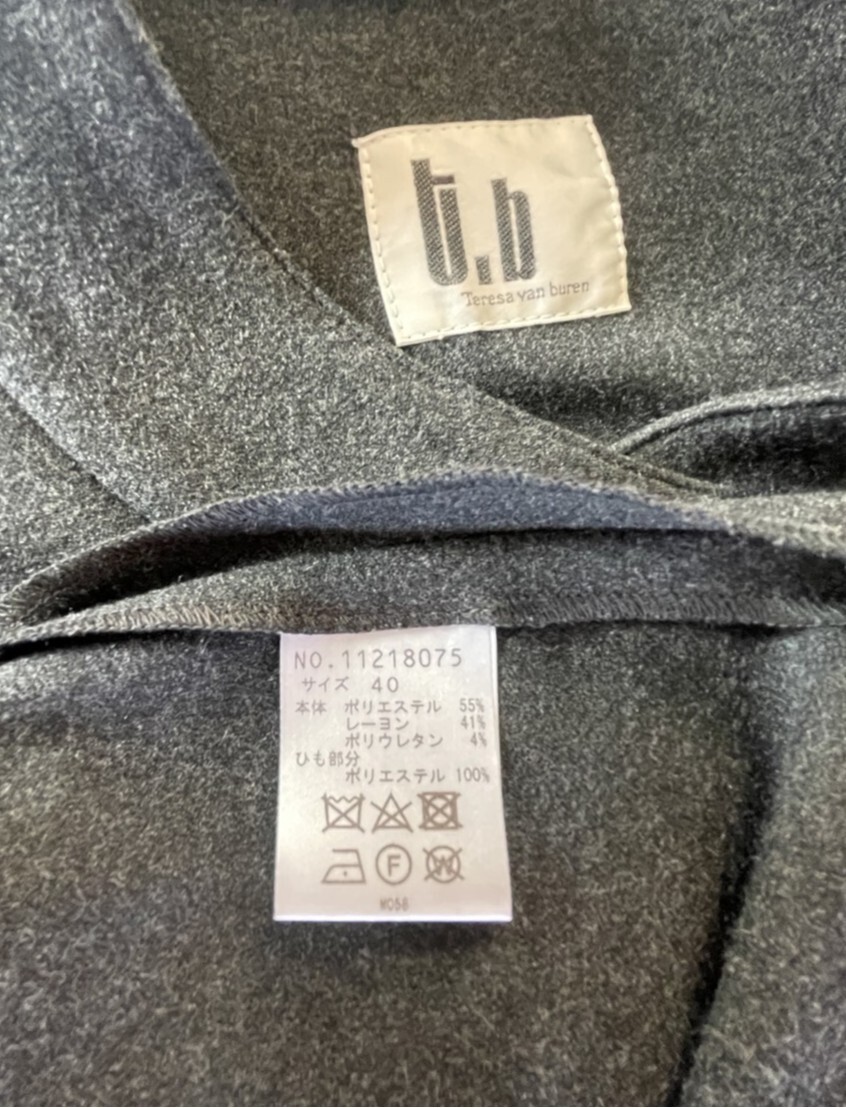 t.b
Teresa van buren
NO.11218075
サイズ 40
本体 ポリエステル 55%
レーヨン 41%
ポリウレタン 4%
ひも部分
ポリエステル 100%
F W